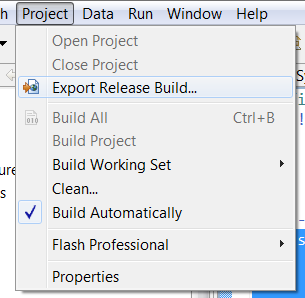 h Project Data Run Window Help
Open Project
Close Project
Export Release Build...
Build All Ctrl+B
Build Project
Build Working Set
Clean...
Build Automatically
Flash Professional
Properties